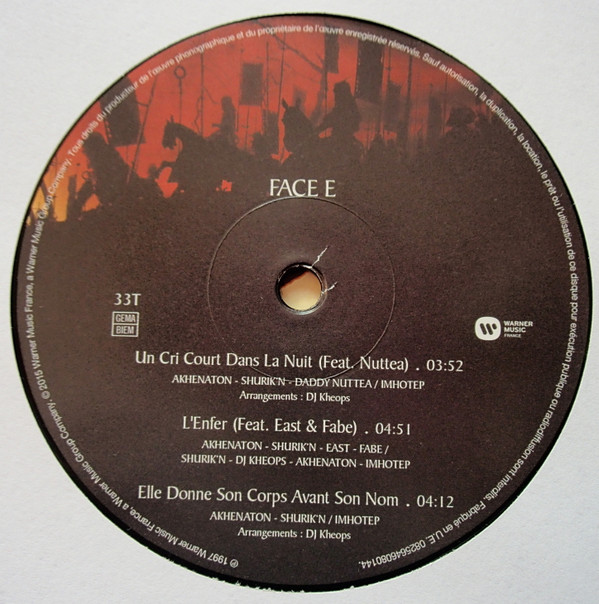 Tous droits du producteur de l'œuvre phonographique et du propriétaire de l'œuvre enregistrée réservés. Sauf autorisation, la duplication, la location, le prêt ou l'utilisation de ce disque pour exécution publique ou radiodiffusion sont interdits. Fabriqué en U.E. 0825646080144.
℗ 1997 Warner Music France, a Warner Music Group Company. © 2015 Warner Music France, a Warner Music Group Company.
FACE E
33T
GEMA
BIEM
WARNER
MUSIC
FRANCE
Un Cri Court Dans La Nuit (Feat. Nuttea) . 03:52
AKHENATON - SHURIK'N - DADDY NUTTEA / IMHOTEP
Arrangements : DJ Kheops
L'Enfer (Feat. East & Fabe) . 04:51
AKHENATON - SHURIK'N - EAST - FABE /
SHURIK'N - DJ KHEOPS - AKHENATON - IMHOTEP
Elle Donne Son Corps Avant Son Nom . 04:12
AKHENATON - SHURIK'N / IMHOTEP
Arrangements : DJ Kheops